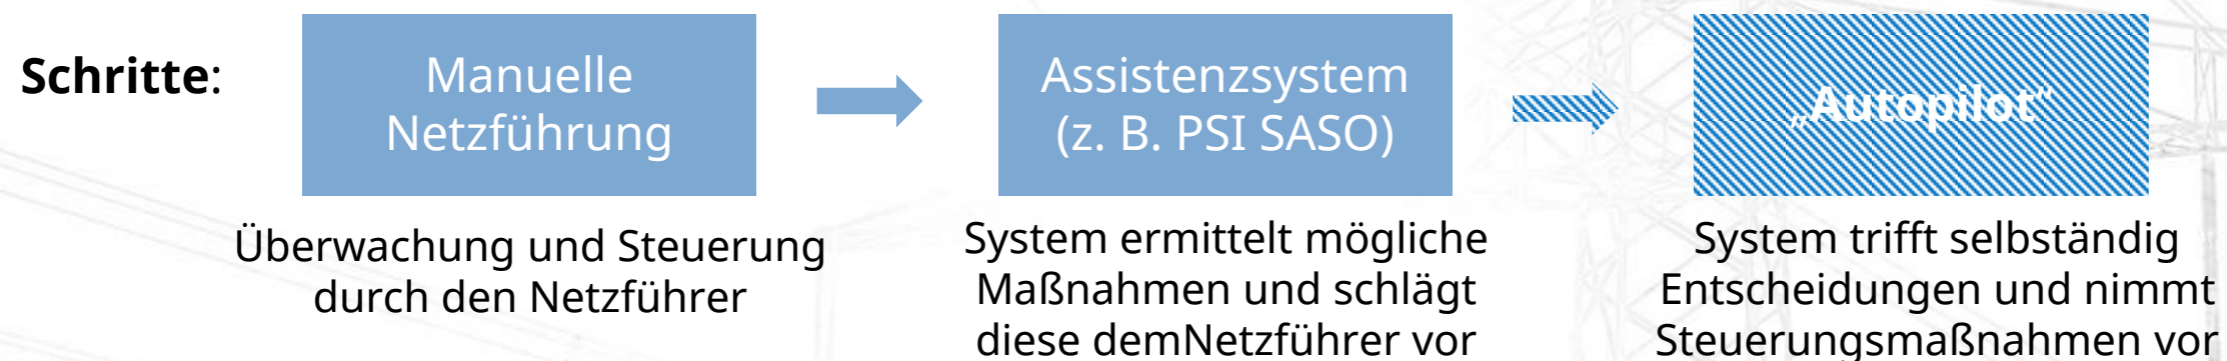 Schritte:
Manuelle
Netzführung
Überwachung und Steuerung
durch den Netzführer
Assistenzsystem
(z. B. PSI SASO)
System ermittelt mögliche
Maßnahmen und schlägt
diese demNetzführer vor
„Autopilot“
System trifft selbständig
Entscheidungen und nimmt
Steuerungsmaßnahmen vor